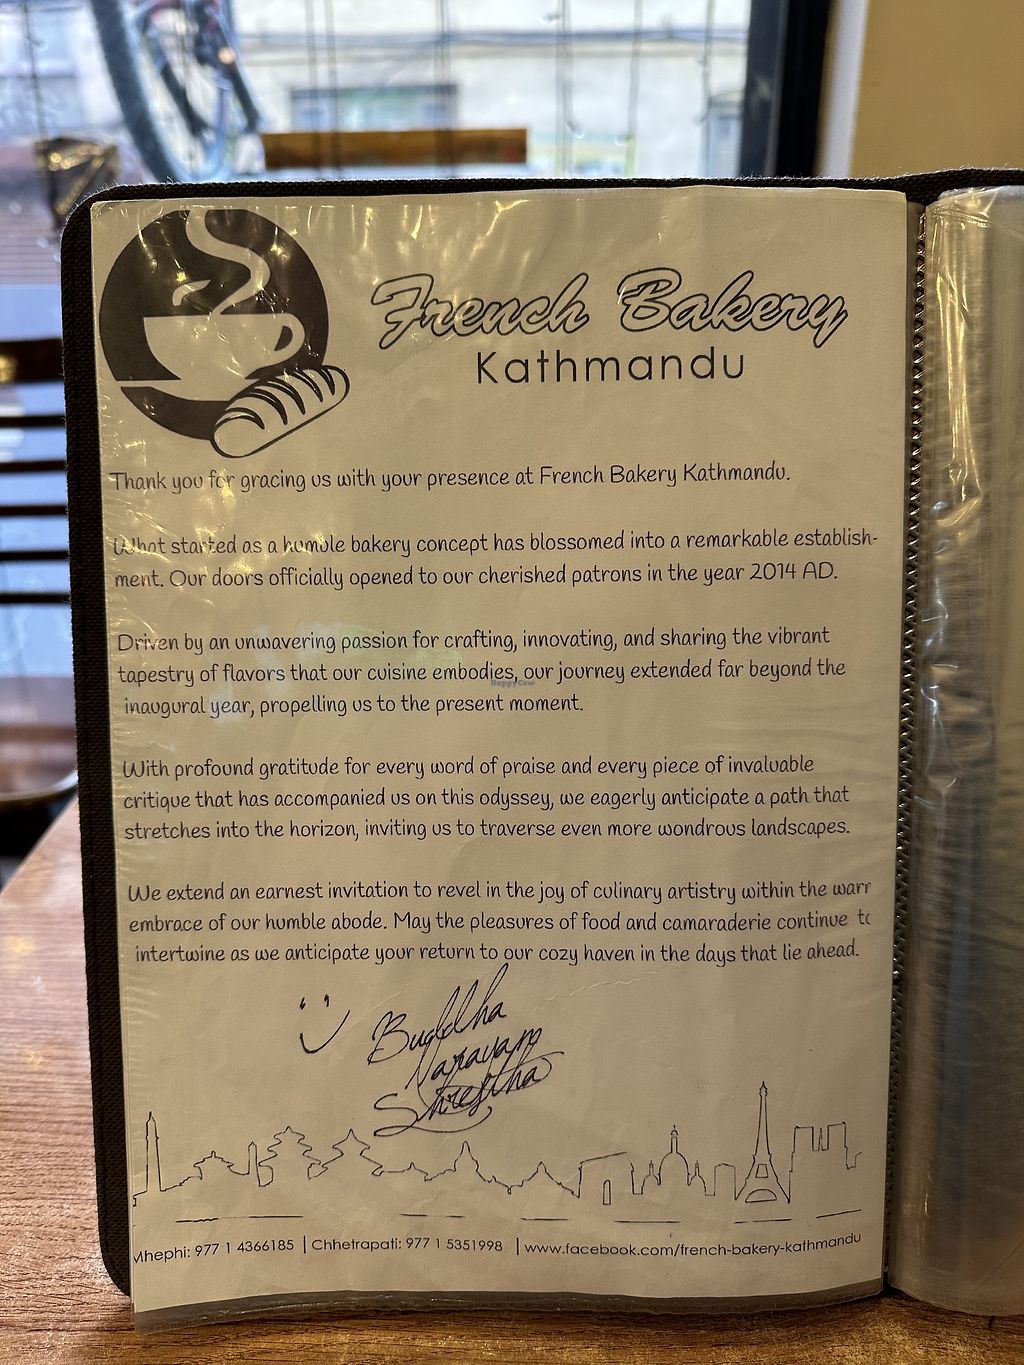 French Bakery
Kathmandu
Thank you for gracing us with your presence at French Bakery Kathmandu.
What started as a humble bakery concept has blossomed into a remarkable establish-
ment. Our doors officially opened to our cherished patrons in the year 2014 AD.
Driven by an unwavering passion for crafting, innovating, and sharing the vibrant
tapestry of flavors that our cuisine embodies, our journey extended far beyond the
inaugural year, propelling us to the present moment.
HappyCow
With profound gratitude for every word of praise and every piece of invaluable
critique that has accompanied us on this odyssey, we eagerly anticipate a path that
stretches into the horizon, inviting us to traverse even more wondrous landscapes.
We extend an earnest invitation to revel in the joy of culinary artistry within the warr
embrace of our humble abode. May the pleasures of food and camaraderie continue to
intertwine as we anticipate your return to our cozy haven in the days that lie ahead.
Buddha
Narayan
Shrestha
Mhephi: 977 1 4366185 | Chhetrapati: 977 1 5351998 | www.facebook.com/french-bakery-kathmandu